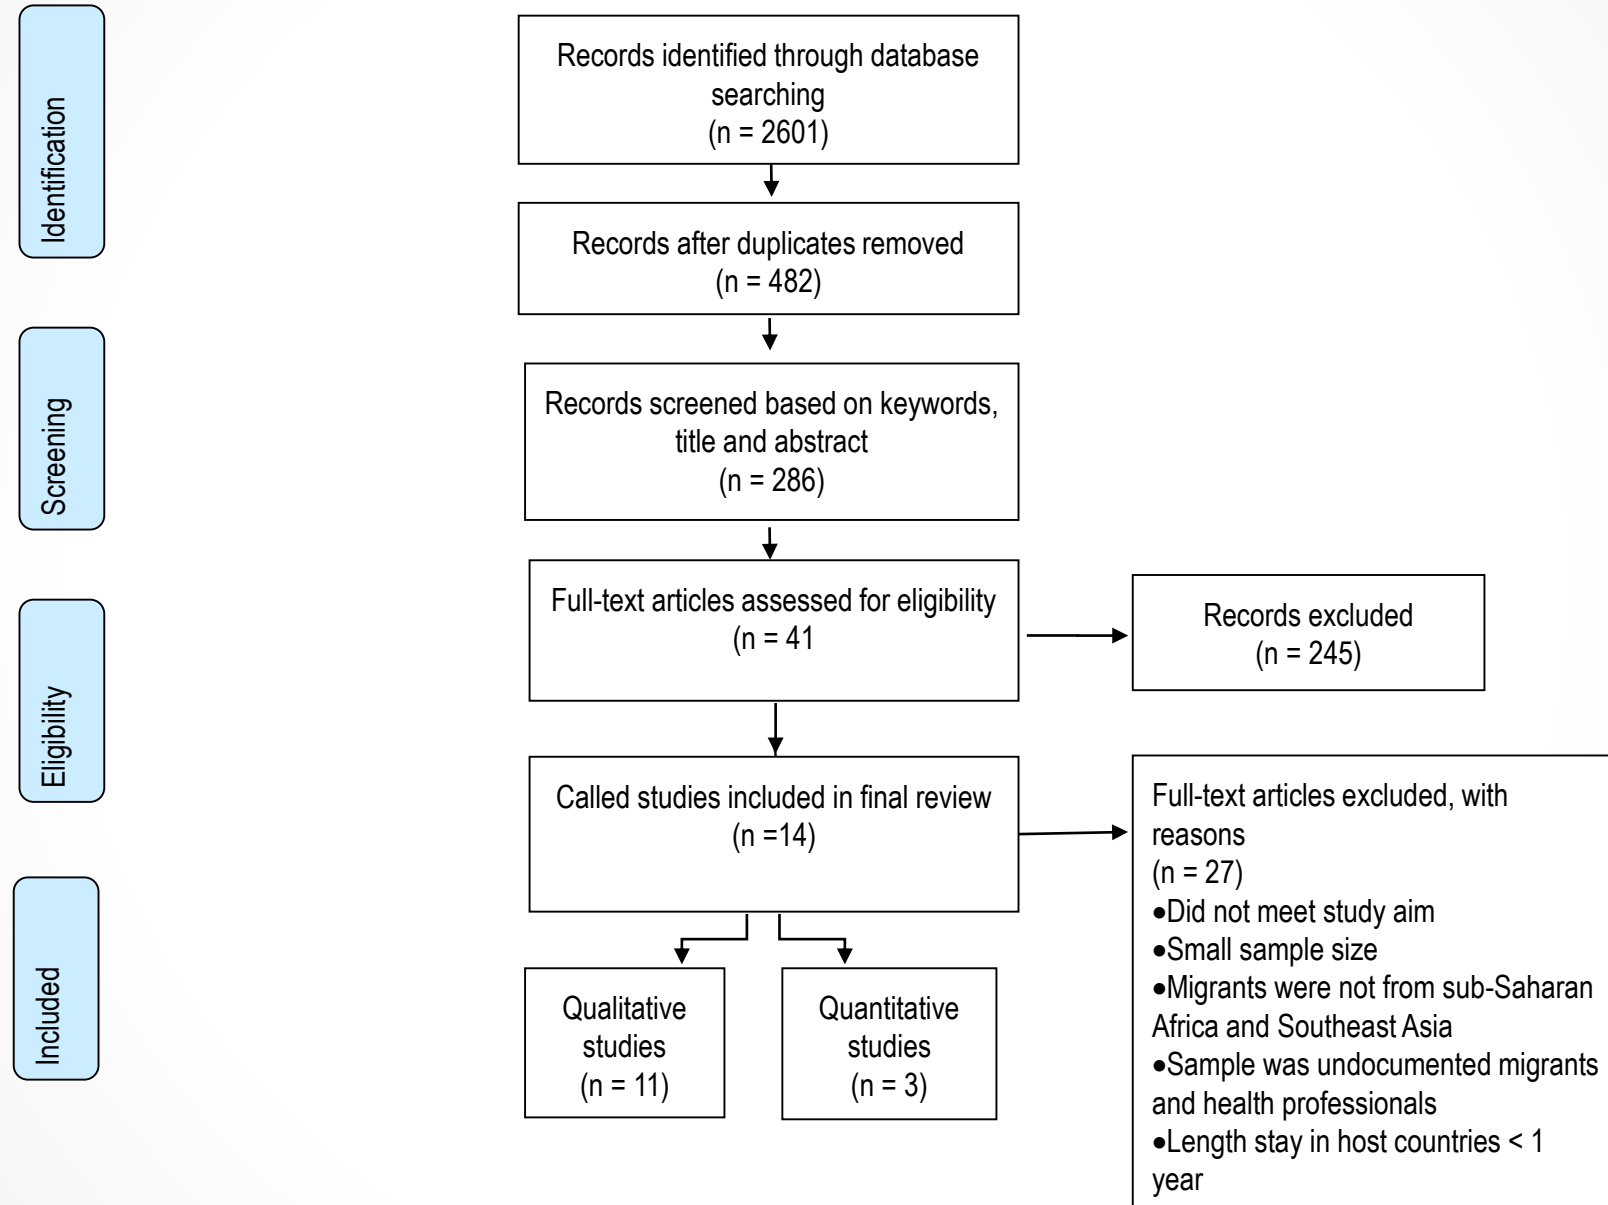 Identification
Records identified through database
searching
(n = 2601)
Records after duplicates removed
(n = 482)
Screening
Records screened based on keywords,
title and abstract
(n = 286)
Eligibility
Full-text articles assessed for eligibility
(n = 41
Records excluded
(n = 245)
Called studies included in final review
(n =14)
Full-text articles excluded, with
reasons
(n = 27)
•Did not meet study aim
•Small sample size
•Migrants were not from sub-Saharan
Africa and Southeast Asia
•Sample was undocumented migrants
and health professionals
•Length stay in host countries < 1
year
Included
Qualitative
studies
(n = 11)
Quantitative
studies
(n = 3)